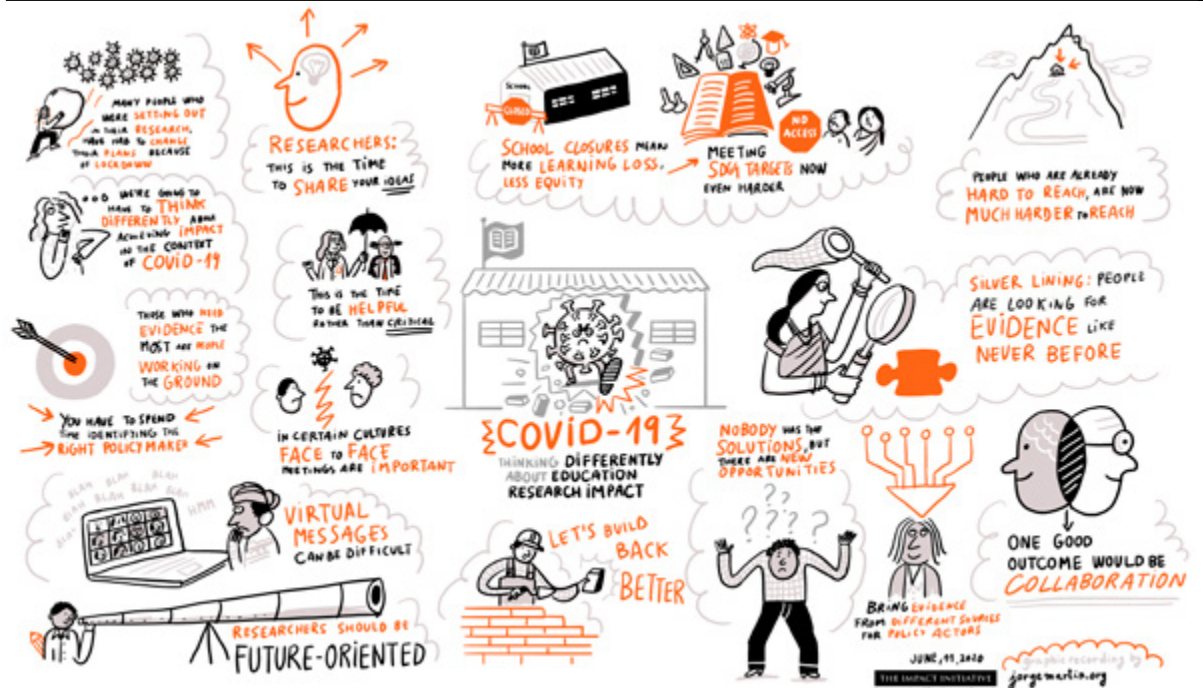 MANY PEOPLE WHO
WERE SETTING OUT
IN THEIR RESEARCH,
HAVE HAD TO CHANGE
THEIR PLANS BECAUSE
OF LOCKDOWN
RESEARCHERS:
THIS IS THE TIME
TO SHARE YOUR IDEAS
SCHOOL
CLOSED
SCHOOL CLOSURES MEAN
MORE LEARNING LOSS,
LESS EQUITY
NO
ACCESS
MEETING
SDG TARGETS NOW
EVEN HARDER
PEOPLE WHO ARE ALREADY
HARD TO REACH, ARE NOW
MUCH HARDER TO REACH
WE'RE GOING TO
HAVE TO THINK
DIFFERENTLY ABOUT
ACHIEVING IMPACT
IN THE CONTEXT
OF COVID-19
THIS IS THE TIME
TO BE HELPFUL
RATHER THAN CRITICAL
SILVER LINING: PEOPLE
ARE LOOKING FOR
EVIDENCE LIKE
NEVER BEFORE
THOSE WHO NEED
EVIDENCE THE
MOST ARE PEOPLE
WORKING ON
THE GROUND
YOU HAVE TO SPEND
TIME IDENTIFYING THE
RIGHT POLICY MAKER
IN CERTAIN CULTURES
FACE TO FACE
MEETINGS ARE IMPORTANT
COVID-19
THINKING DIFFERENTLY
ABOUT EDUCATION
RESEARCH IMPACT
NOBODY HAS THE
SOLUTIONS, BUT
THERE ARE NEW
OPPORTUNITIES
BLAH BLAH BLAH
BLAH BLAH BLAH
BLAH
HMM
VIRTUAL
MESSAGES
CAN BE DIFFICULT
LET'S BUILD
BACK
BETTER
? ? ? ?
ONE GOOD
OUTCOME WOULD BE
COLLABORATION
BRING EVIDENCE
FROM DIFFERENT SOURCES
FOR POLICY ACTORS
RESEARCHERS SHOULD BE
FUTURE-ORIENTED
JUNE, 11, 2020
THE IMPACT INITIATIVE
graphic recording by
jorgemartin.org